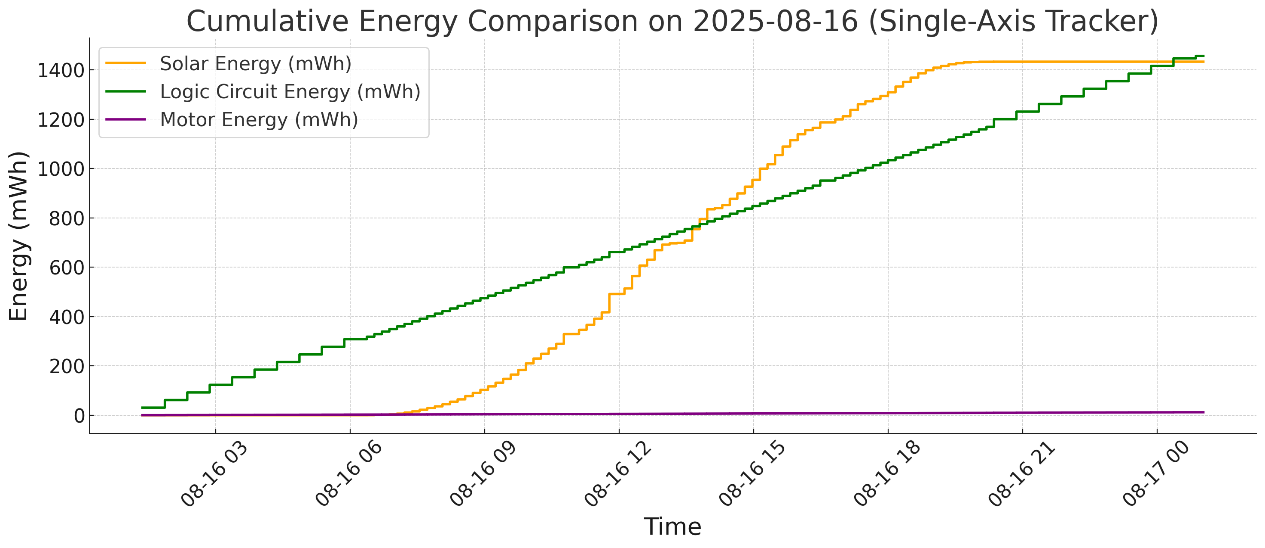 Cumulative Energy Comparison on 2025-08-16 (Single-Axis Tracker)
Solar Energy (mWh)
Logic Circuit Energy (mWh)
Motor Energy (mWh)
Energy (mWh)
1400
1200
1000
800
600
400
200
0
08-16 03
08-16 06
08-16 09
08-16 12
08-16 15
08-16 18
08-16 21
08-17 00
Time